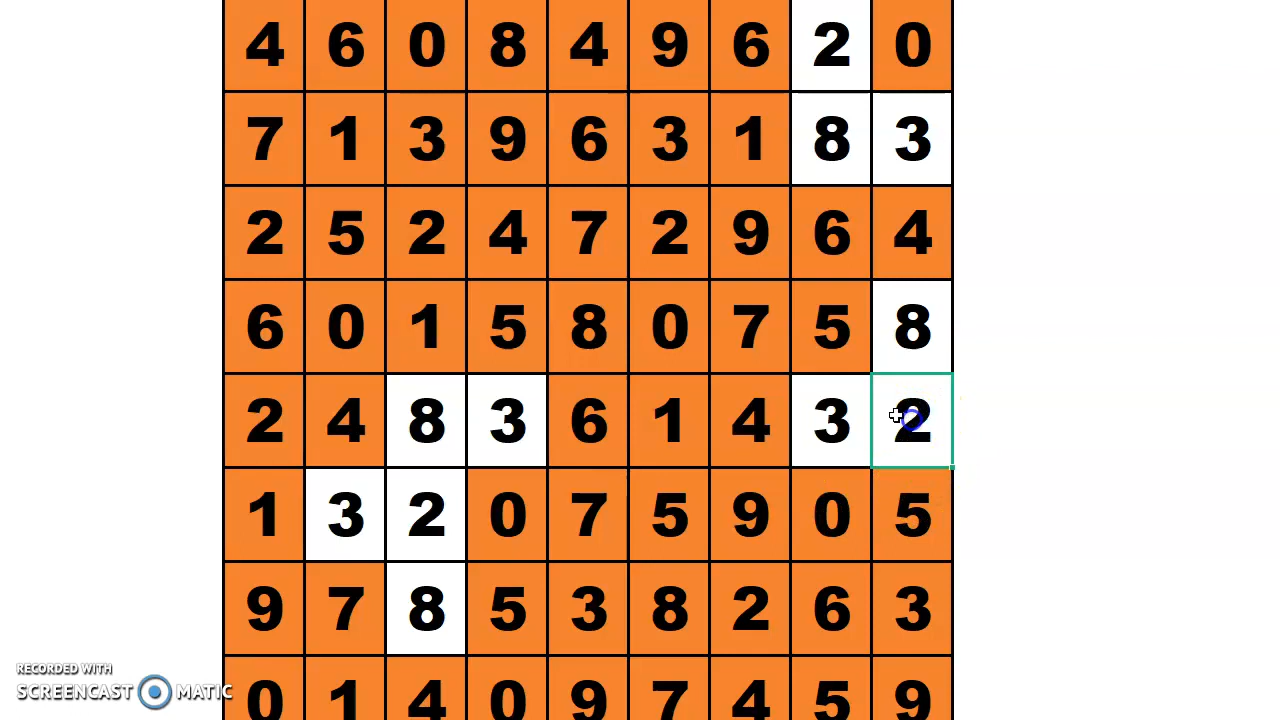 4 6 0 8 4 9 6 2 0
7 1 3 9 6 3 1 8 3
2 5 2 4 7 2 9 6 4
6 0 1 5 8 0 7 5 8
2 4 8 3 6 1 4 3 2
1 3 2 0 7 5 9 0 5
9 7 8 5 3 8 2 6 3
0 1 4 0 9 7 4 5 9
RECORDED WITH
SCREENCAST MATIC